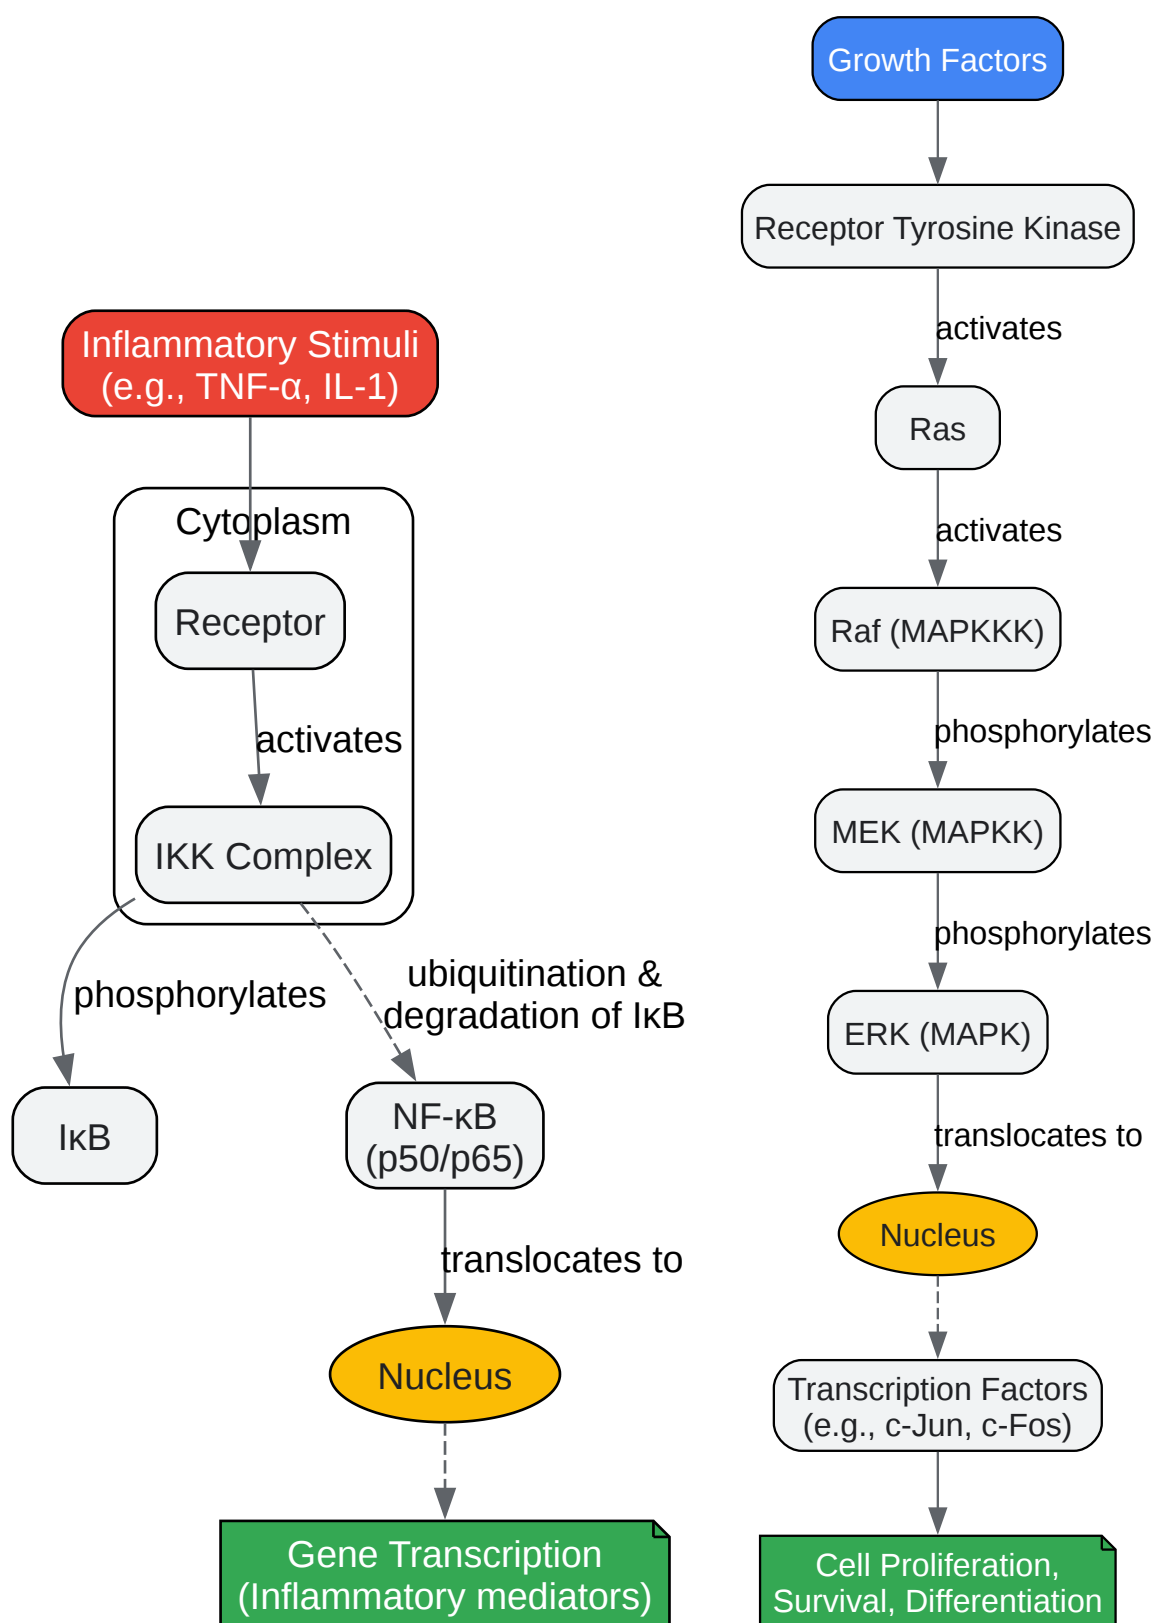 Inflammatory Stimuli
(e.g., TNF-α, IL-1)
Cytoplasm
Receptor
activates
IKK Complex
phosphorylates
ubiquitination &
degradation of IκB
IκB
NF-κB
(p50/p65)
translocates to
Nucleus
Gene Transcription
(Inflammatory mediators)
Growth Factors
Receptor Tyrosine Kinase
activates
Ras
activates
Raf (MAPKKK)
phosphorylates
MEK (MAPKK)
phosphorylates
ERK (MAPK)
translocates to
Nucleus
Transcription Factors
(e.g., c-Jun, c-Fos)
Cell Proliferation,
Survival, Differentiation